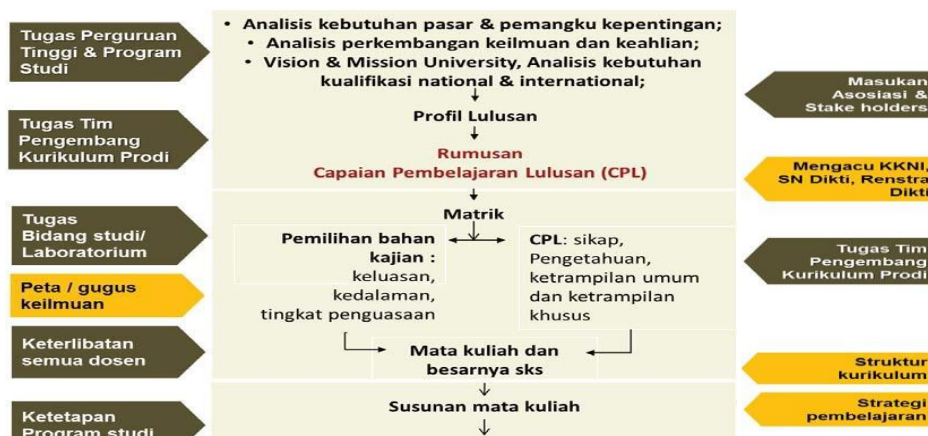 Tugas Perguruan
Tinggi & Program
Studi
Tugas Tim
Pengembang
Kurikulum Prodi
Tugas
Bidang studi/
Laboratorium
Peta / gugus
keilmuan
Keterlibatan
semua dosen
Ketetapan
Program studi
• Analisis kebutuhan pasar & pemangku kepentingan;
• Analisis perkembangan keilmuan dan keahlian;
• Vision & Mission University, Analisis kebutuhan
kualifikasi national & international;
Profil Lulusan
Rumusan
Capaian Pembelajaran Lulusan (CPL)
Matrik
Pemilihan bahan
kajian :
keluasan,
kedalaman,
tingkat penguasaan
CPL: sikap,
Pengetahuan,
ketrampilan umum
dan ketrampilan
khusus
Mata kuliah dan
besarnya sks
Susunan mata kuliah
Masukan
Asosiasi &
Stake holders
Mengacu KKNI,
SN Dikti, Renstra
Dikti
Tugas Tim
Pengembang
Kurikulum Prodi
Struktur
kurikulum
Strategi
pembelajaran